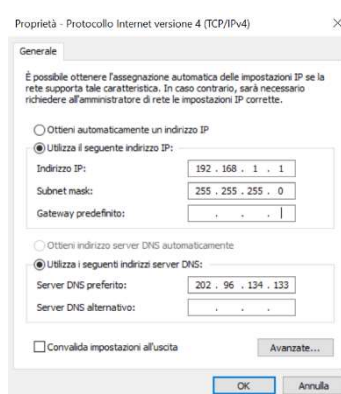 Proprietà - Protocollo Internet versione 4 (TCP/IPv4)
Generale
È possibile ottenere l'assegnazione automatica delle impostazioni IP se la
rete supporta tale caratteristica. In caso contrario, sarà necessario
richiedere all'amministratore di rete le impostazioni IP corrette.
Ottieni automaticamente un indirizzo IP
Utilizza il seguente indirizzo IP:
Indirizzo IP: 192 . 168 . 1 . 1
Subnet mask: 255 . 255 . 255 . 0
Gateway predefinito: . . .
Ottieni indirizzo server DNS automaticamente
Utilizza i seguenti indirizzi server DNS:
Server DNS preferito: 202 . 96 . 134 . 133
Server DNS alternativo: . . .
Convalida impostazioni all'uscita
Avanzate...
OK Annulla